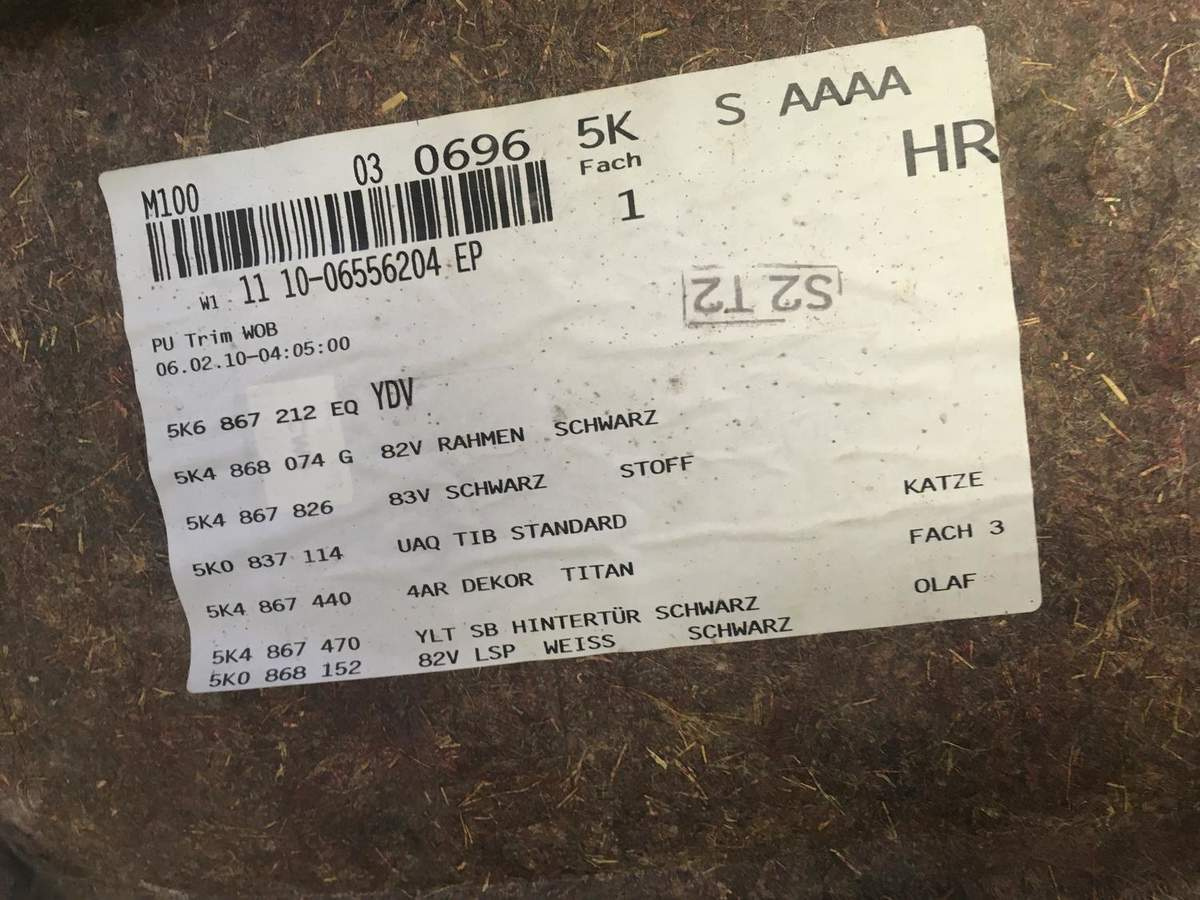 M100 03 0696 5K S AAAA
Fach HR
1
W1 11 10-06556204 EP
S2 T2
PU Trim WOB
06.02.10-04:05:00
5K6 867 212 EQ YDV
5K4 868 074 G 82V RAHMEN SCHWARZ
5K4 867 826 83V SCHWARZ STOFF
5K0 837 114 UAQ TIB STANDARD KATZE
5K4 867 440 4AR DEKOR TITAN FACH 3
5K4 867 470 YLT SB HINTERTÜR SCHWARZ OLAF
5K0 868 152 82V LSP WEISS SCHWARZ